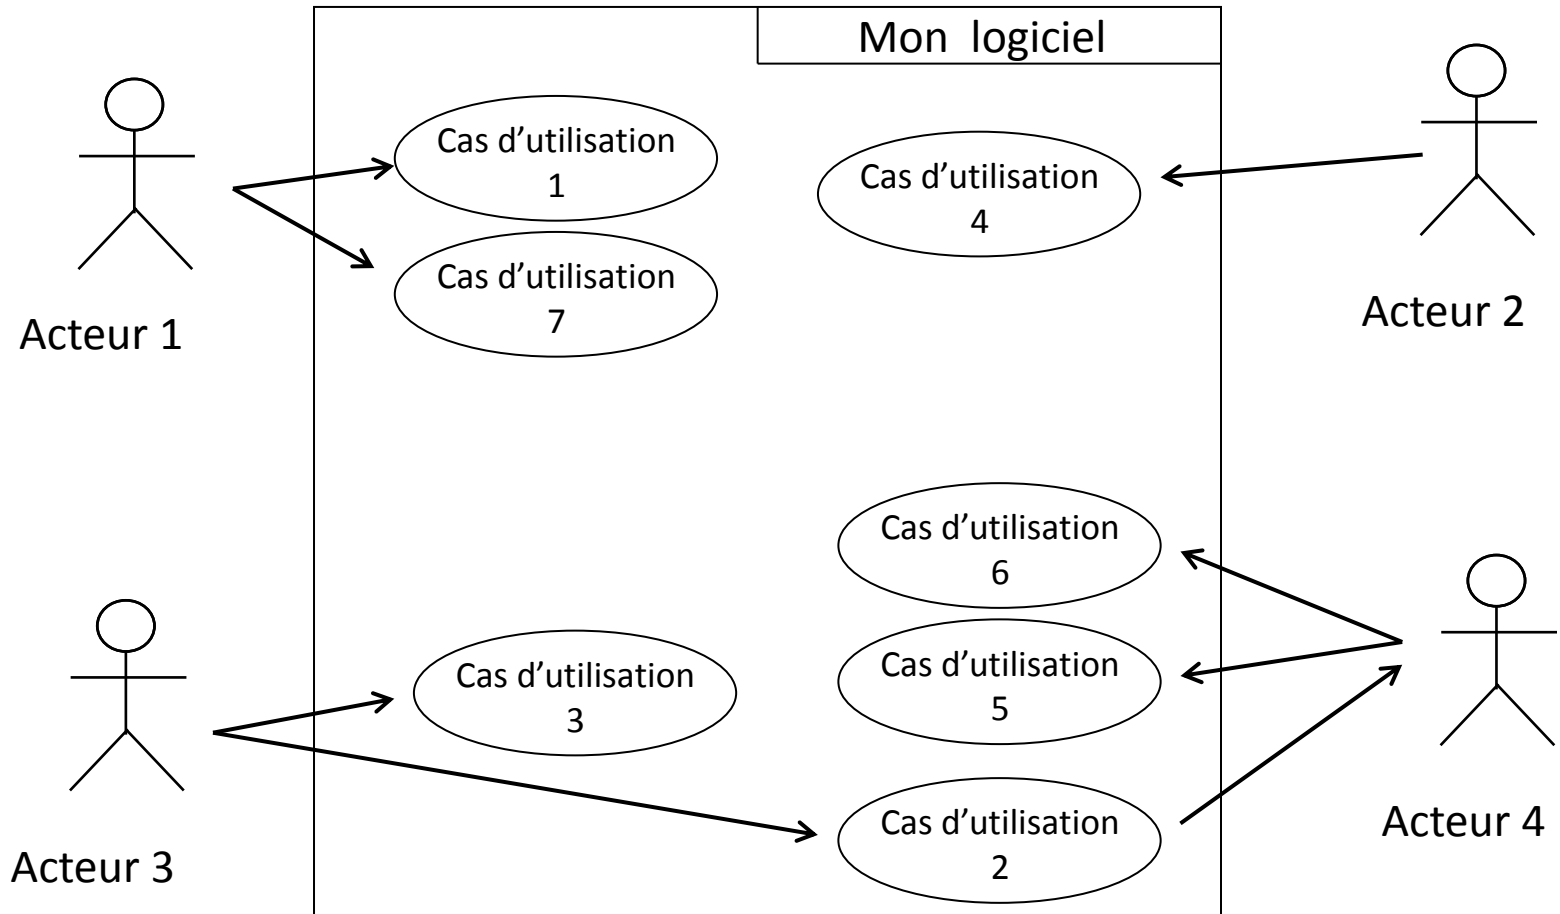 Mon logiciel
Cas d’utilisation
1
Cas d’utilisation
4
Cas d’utilisation
7
Acteur 1
Acteur 2
Cas d’utilisation
6
Cas d’utilisation
3
Cas d’utilisation
5
Cas d’utilisation
2
Acteur 3
Acteur 4